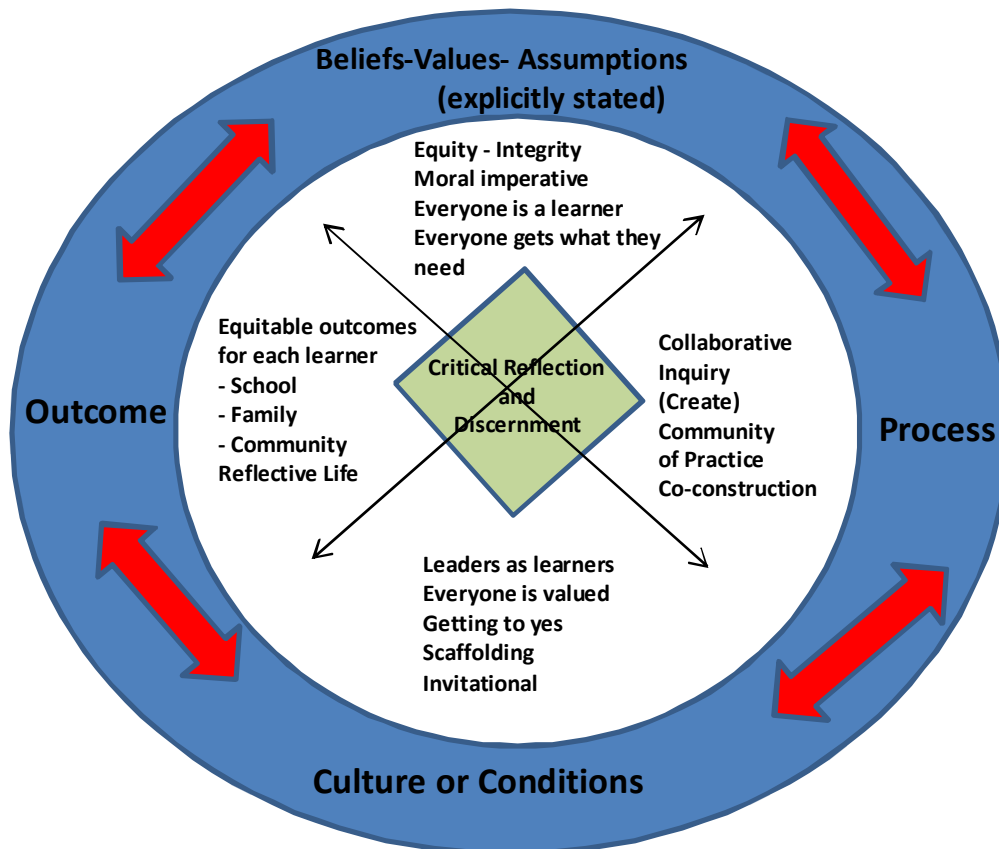 Beliefs-Values- Assumptions
(explicitly stated)
Equity - Integrity
Moral imperative
Everyone is a learner
Everyone gets what they
need
Outcome
Equitable outcomes
for each learner
- School
- Family
- Community
Reflective Life
Critical Reflection
and
Discernment
Collaborative
Inquiry
(Create)
Community
of Practice
Co-construction
Process
Leaders as learners
Everyone is valued
Getting to yes
Scaffolding
Invitational
Culture or Conditions